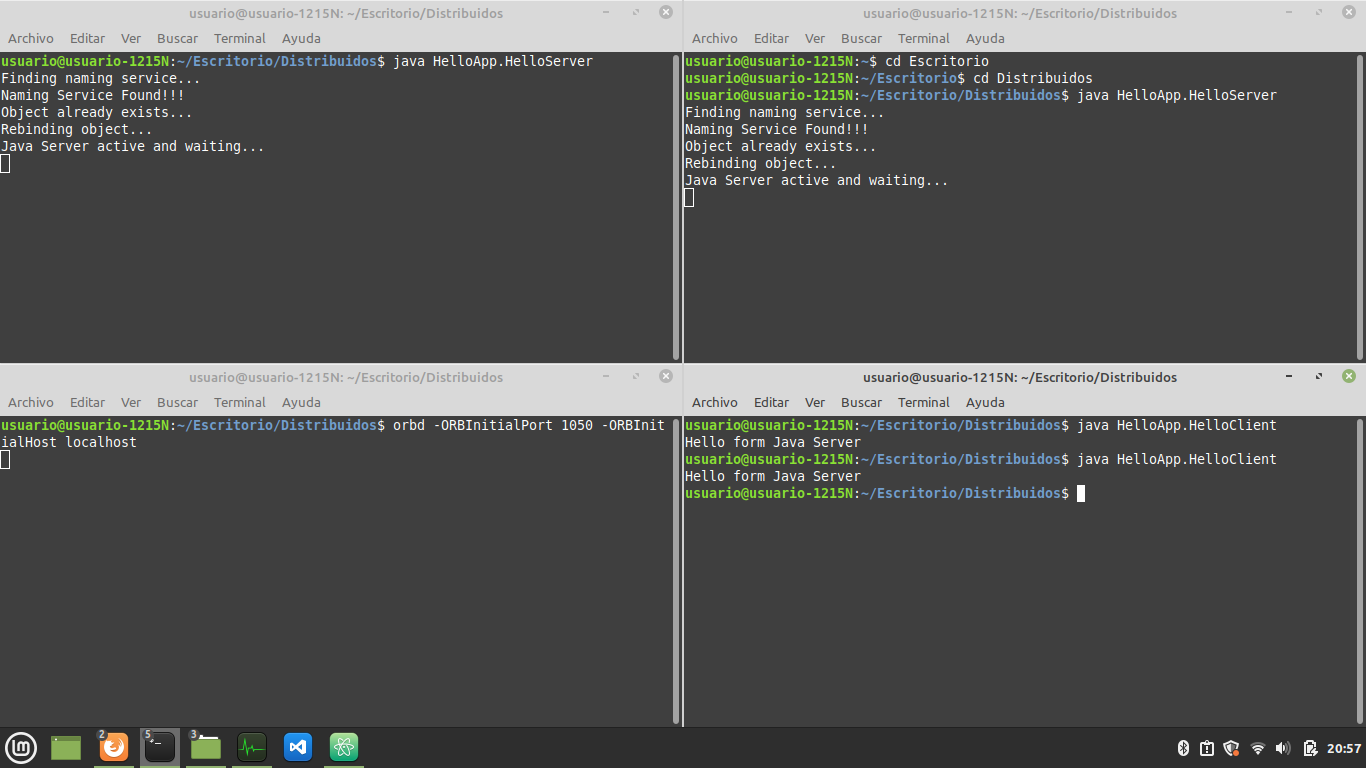 usuario@usuario-1215N: ~/Escritorio/Distribuidos
Archivo Editar Ver Buscar Terminal Ayuda
usuario@usuario-1215N:~/Escritorio/Distribuidos$ java HelloApp.HelloServer
Finding naming service...
Naming Service Found!!!
Object already exists...
Rebinding object...
Java Server active and waiting...
usuario@usuario-1215N: ~/Escritorio/Distribuidos
Archivo Editar Ver Buscar Terminal Ayuda
usuario@usuario-1215N:~$ cd Escritorio
usuario@usuario-1215N:~/Escritorio$ cd Distribuidos
usuario@usuario-1215N:~/Escritorio/Distribuidos$ java HelloApp.HelloServer
Finding naming service...
Naming Service Found!!!
Object already exists...
Rebinding object...
Java Server active and waiting...
usuario@usuario-1215N: ~/Escritorio/Distribuidos
Archivo Editar Ver Buscar Terminal Ayuda
usuario@usuario-1215N:~/Escritorio/Distribuidos$ orbd -ORBInitialPort 1050 -ORBInit
ialHost localhost
usuario@usuario-1215N: ~/Escritorio/Distribuidos
Archivo Editar Ver Buscar Terminal Ayuda
usuario@usuario-1215N:~/Escritorio/Distribuidos$ java HelloApp.HelloClient
Hello form Java Server
usuario@usuario-1215N:~/Escritorio/Distribuidos$ java HelloApp.HelloClient
Hello form Java Server
usuario@usuario-1215N:~/Escritorio/Distribuidos$
2 5 3 20:57